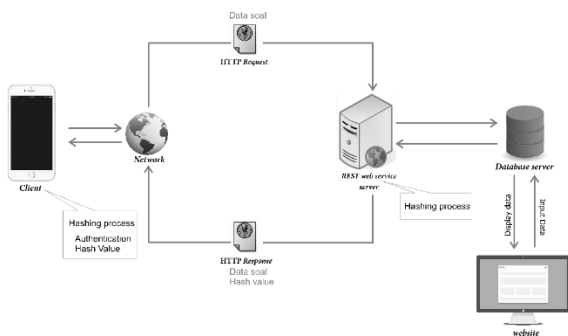 Data soal
HTTP Request
Client
Network
REST web service
server
Database server
Hashing process
Authentication
Hash Value
Hashing process
HTTP Response
Data soal
Hash value
Display data
Input Data
website